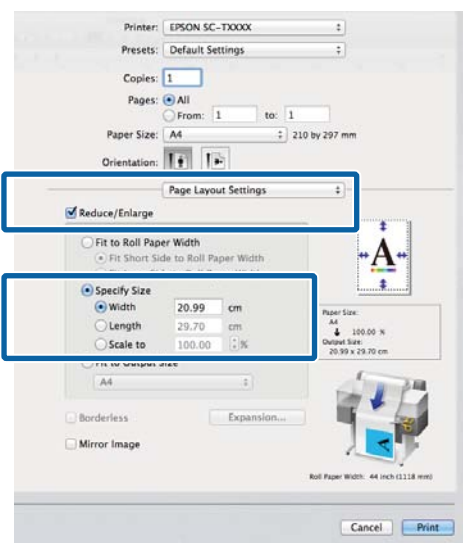 Printer: EPSON SC-TXXXX
Presets: Default Settings
Copies: 1
Pages: All
From: 1 to: 1
Paper Size: A4 210 by 297 mm
Orientation:
Page Layout Settings
Reduce/Enlarge
Fit to Roll Paper Width
Fit Short Side to Roll Paper Width
Specify Size
Width 20.99 cm
Length 29.70 cm
Scale to 100.00 %
Fit to Output Size
A4
Borderless Expansion...
Mirror Image
A
Paper Size:
A4
100.00 %
Output Size:
20.99 x 29.70 cm
Roll Paper Width: 44 inch (1118 mm)
Cancel Print